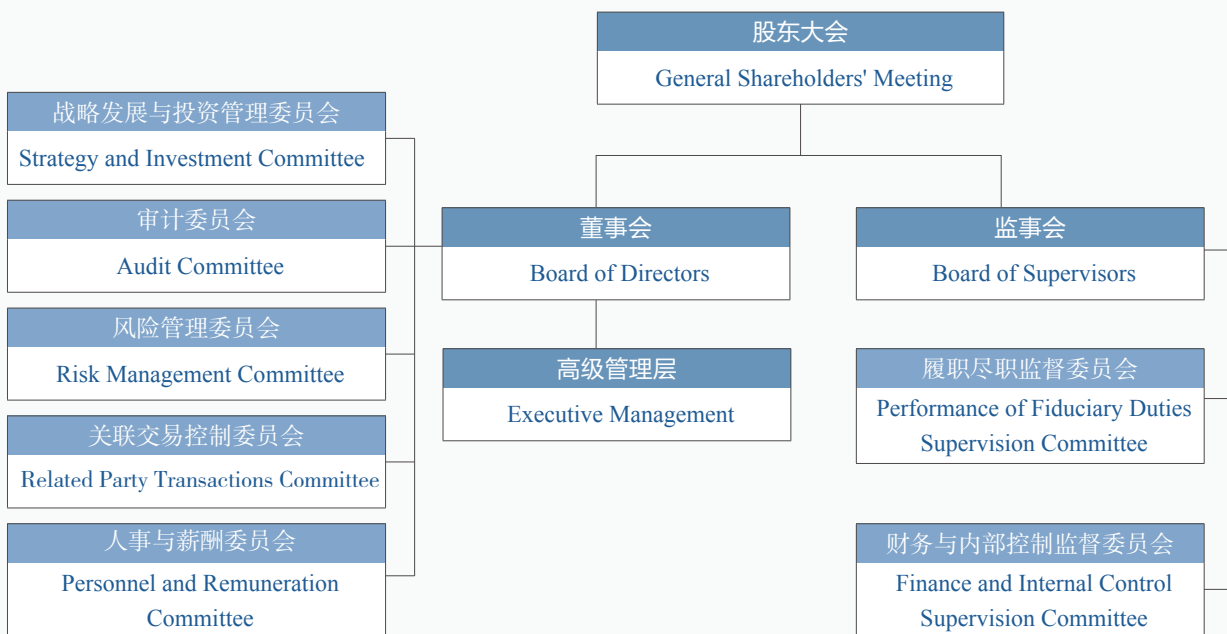 股东大会
General Shareholders' Meeting
战略发展与投资管理委员会
Strategy and Investment Committee
审计委员会
Audit Committee
风险管理委员会
Risk Management Committee
关联交易控制委员会
Related Party Transactions Committee
人事与薪酬委员会
Personnel and Remuneration
Committee
董事会
Board of Directors
高级管理层
Executive Management
监事会
Board of Supervisors
履职尽职监督委员会
Performance of Fiduciary Duties
Supervision Committee
财务与内部控制监督委员会
Finance and Internal Control
Supervision Committee